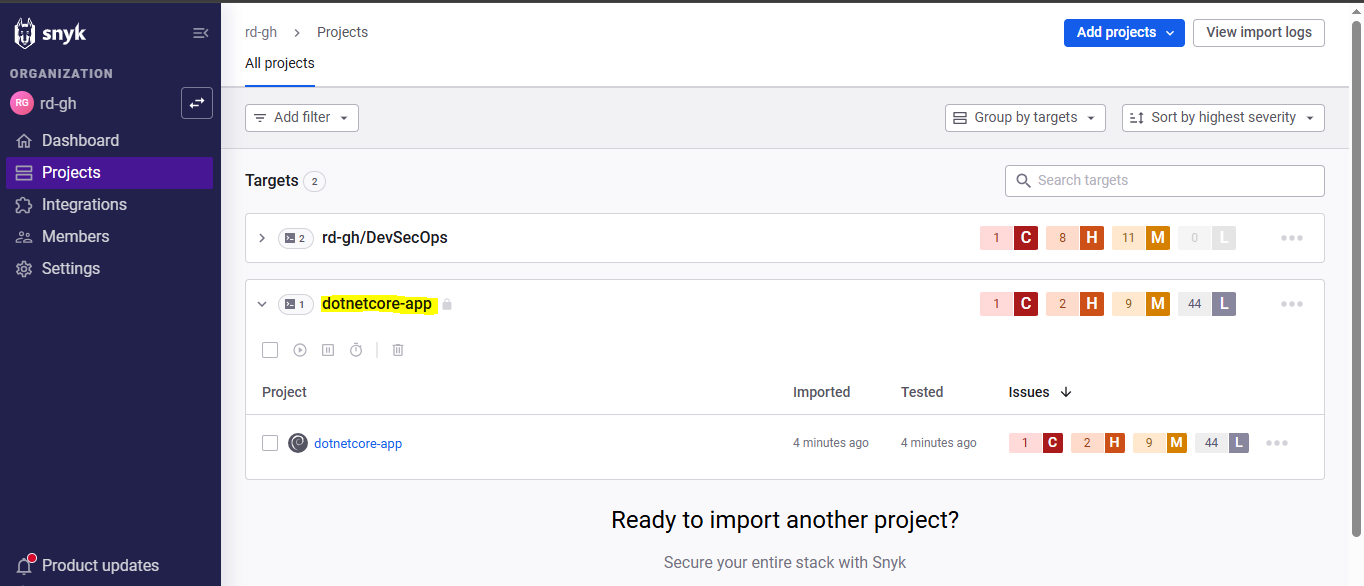 snyk
rd-gh > Projects
Add projects
View import logs
All projects
ORGANIZATION
RG rd-gh
Dashboard
Projects
Integrations
Members
Settings
Product updates
Add filter
Group by targets
Sort by highest severity
Targets 2
Search targets
2 rd-gh/DevSecOps 1 C 8 H 11 M 0 L
1 dotnetcore-app 1 C 2 H 9 M 44 L
Project Imported Tested Issues
dotnetcore-app 4 minutes ago 4 minutes ago 1 C 2 H 9 M 44 L
Ready to import another project?
Secure your entire stack with Snyk